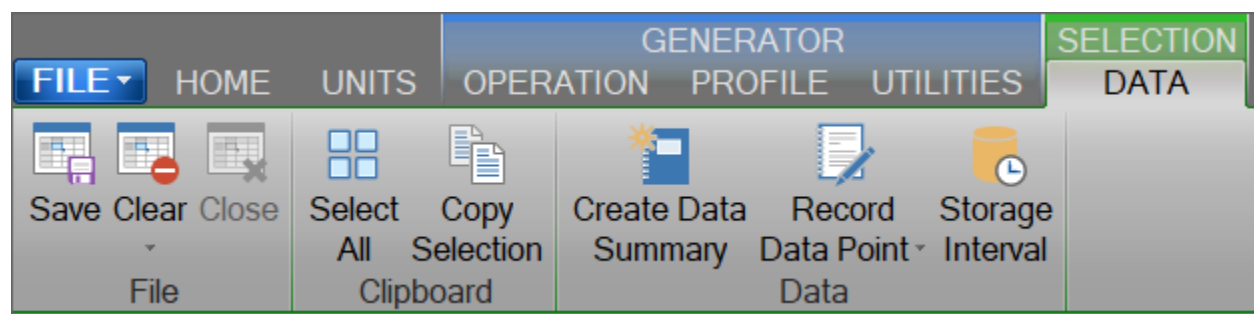 GENERATOR SELECTION
FILE HOME UNITS OPERATION PROFILE UTILITIES DATA
Save Clear Close Select Copy Create Data Record Storage
All Selection Summary Data Point Interval
File Clipboard Data